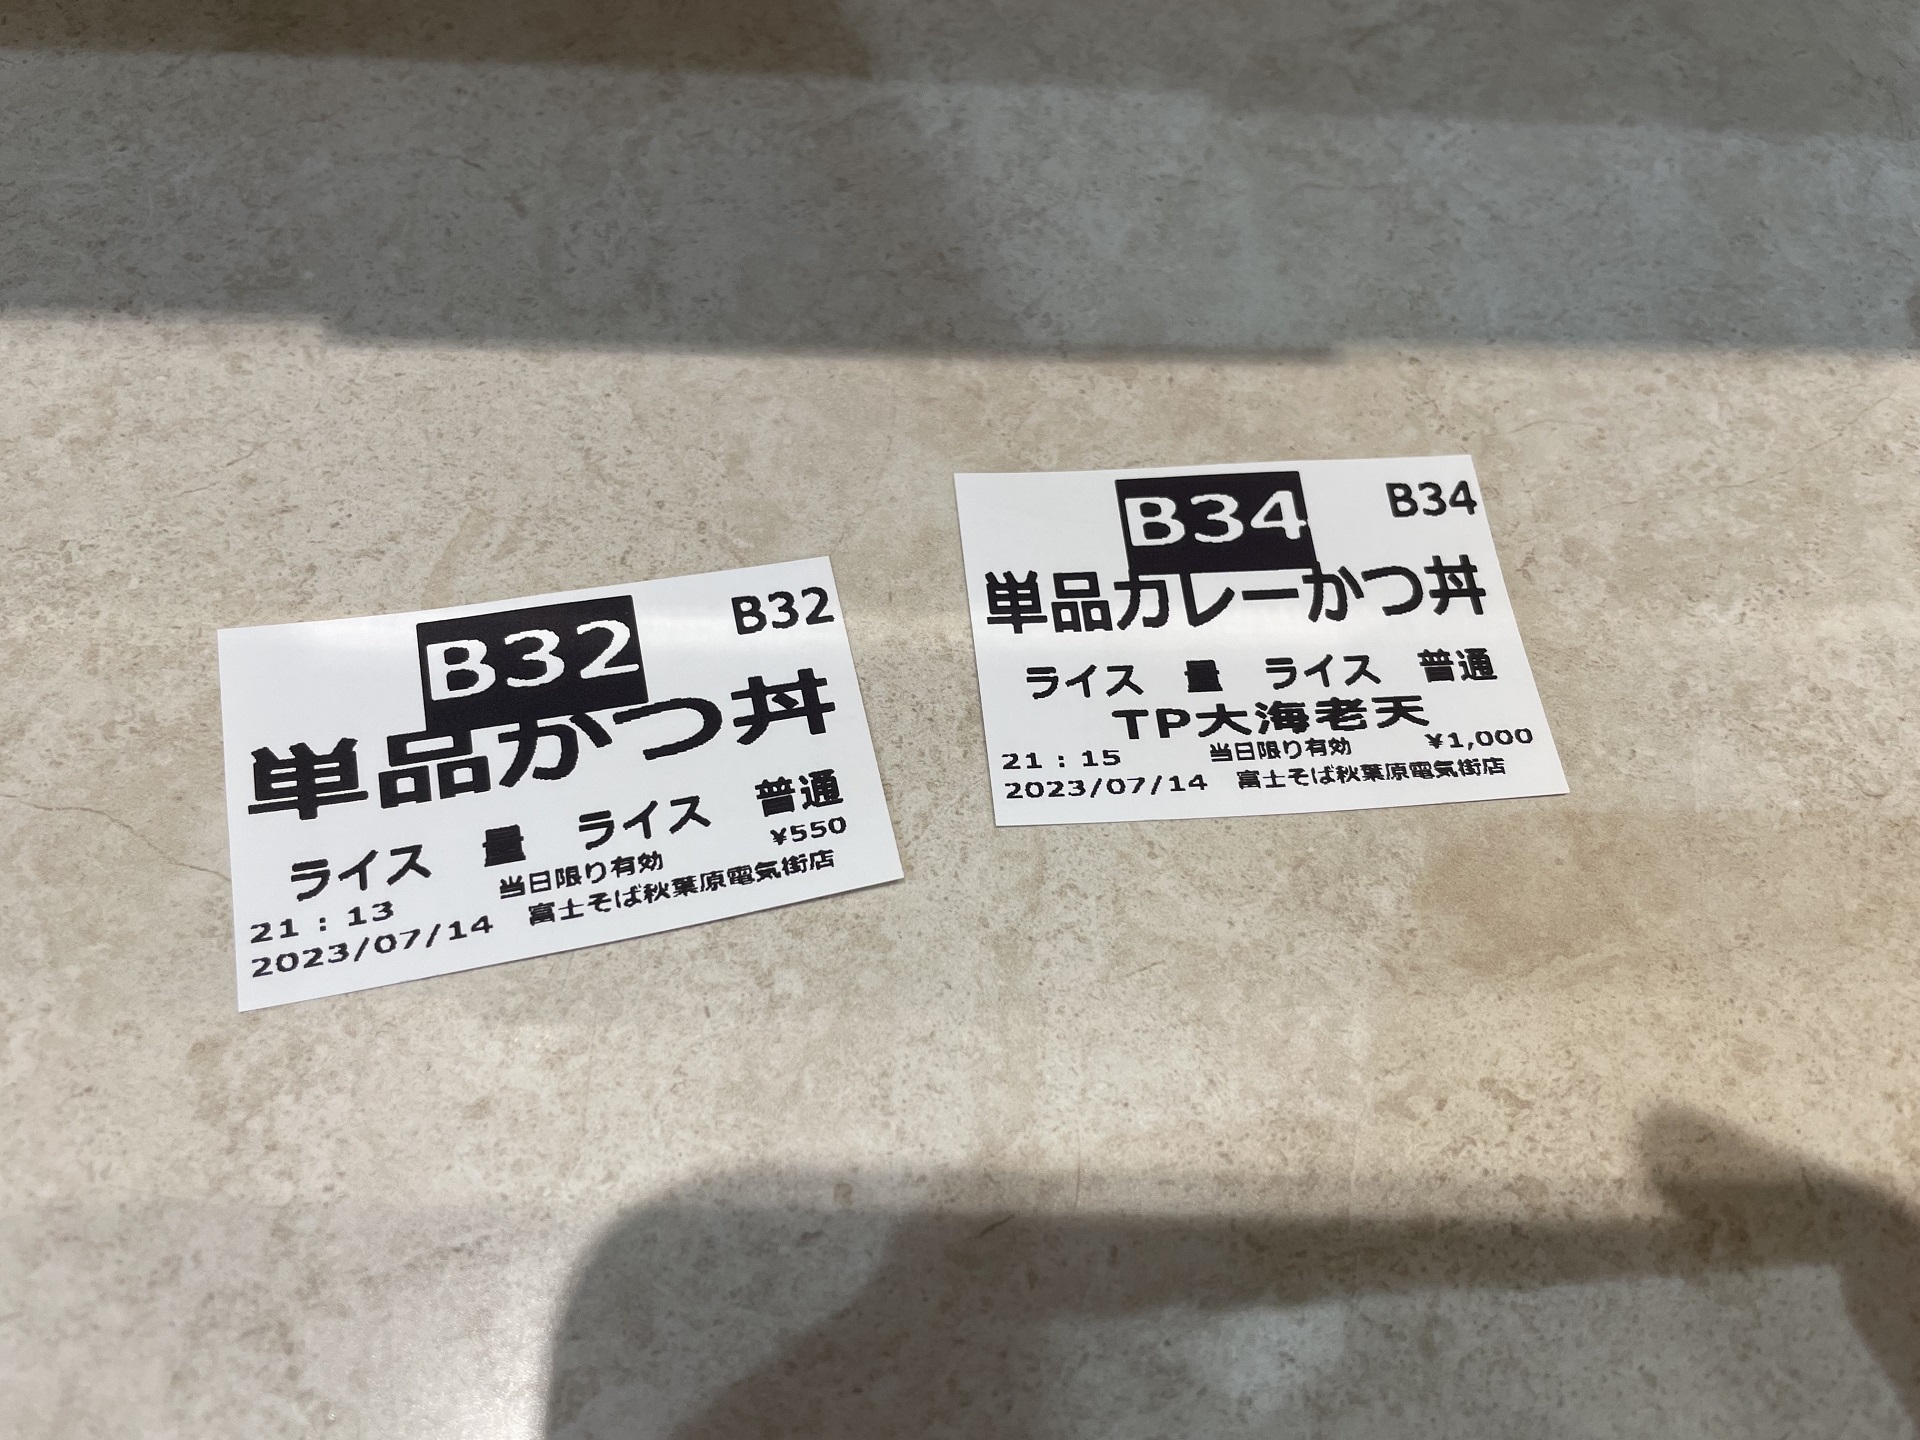 B32
B32
単品かつ丼
ライス 量 ライス 普通
¥550
21:13 当日限り有効
2023/07/14 富士そば秋葉原電気街店
B34
B34
単品カレーかつ丼
ライス 量 ライス 普通
TP大海老天
21:15 当日限り有効 ¥1,000
2023/07/14 富士そば秋葉原電気街店